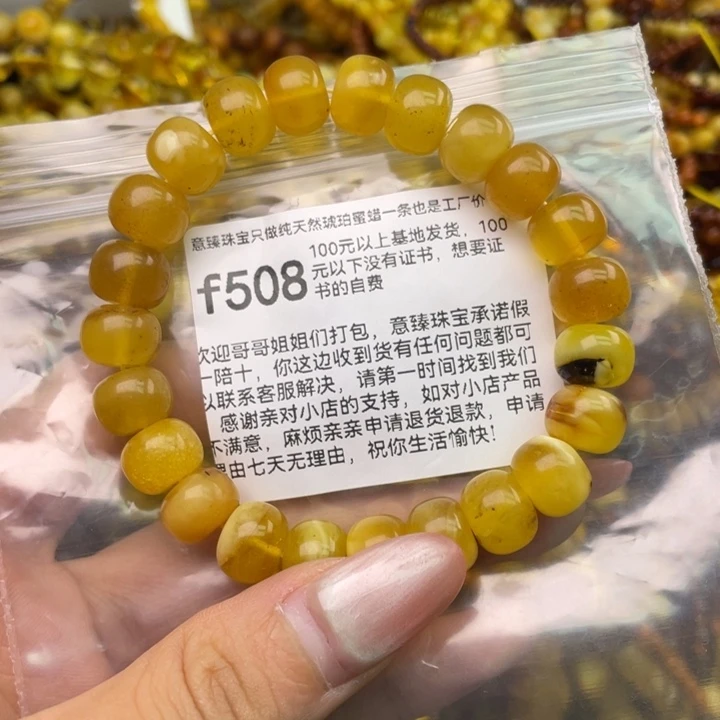 意臻珠宝只做纯天然琥珀蜜蜡一条也是工厂价
f508
100元以上基地发货，100
元以下没有证书，想要证
书的自费
欢迎哥哥姐姐们打包，意臻珠宝承诺假
一陪十，你这边收到货有任何问题都可
以联系客服解决，请第一时间找到我们
感谢亲对小店的支持，如对小店产品
不满意，麻烦亲亲申请退货退款，申请
理由七天无理由，祝你生活愉快！